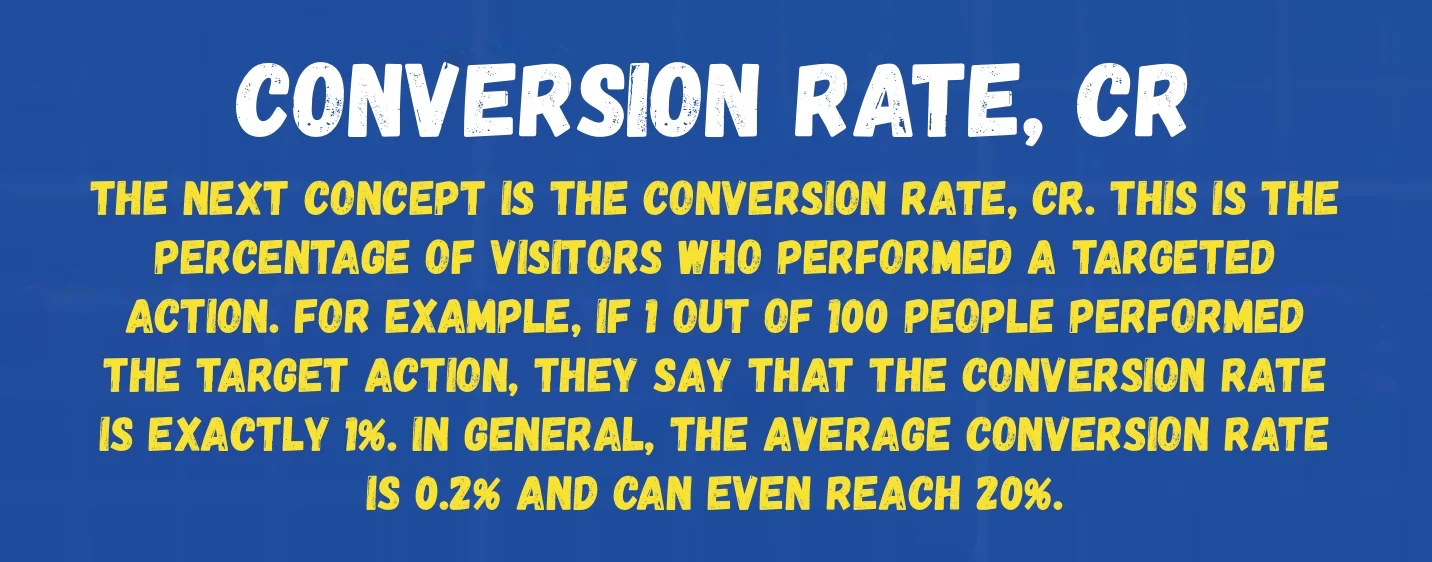 CONVERSION RATE, CR
THE NEXT CONCEPT IS THE CONVERSION RATE, CR. THIS IS THE
PERCENTAGE OF VISITORS WHO PERFORMED A TARGETED
ACTION. FOR EXAMPLE, IF 1 OUT OF 100 PEOPLE PERFORMED
THE TARGET ACTION, THEY SAY THAT THE CONVERSION RATE
IS EXACTLY 1%. IN GENERAL, THE AVERAGE CONVERSION RATE
IS 0.2% AND CAN EVEN REACH 20%.